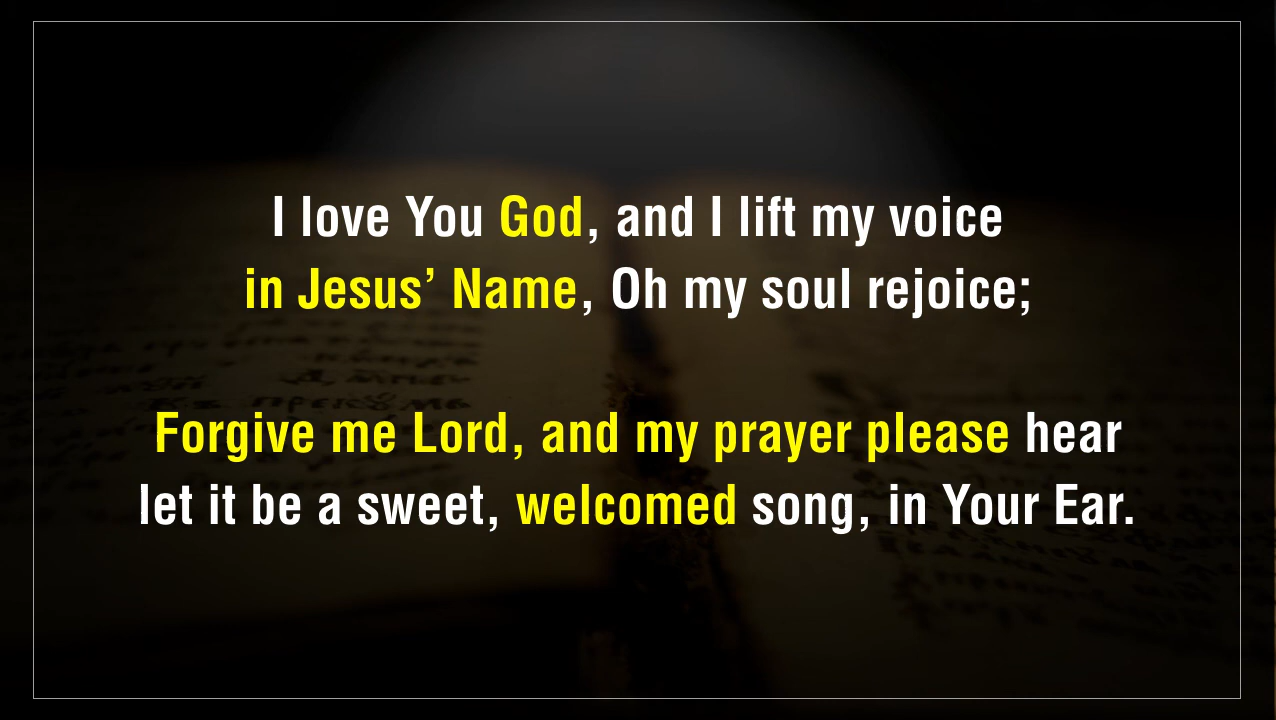 I love You God, and I lift my voice
in Jesus’ Name, Oh my soul rejoice;
Forgive me Lord, and my prayer please hear
let it be a sweet, welcomed song, in Your Ear.